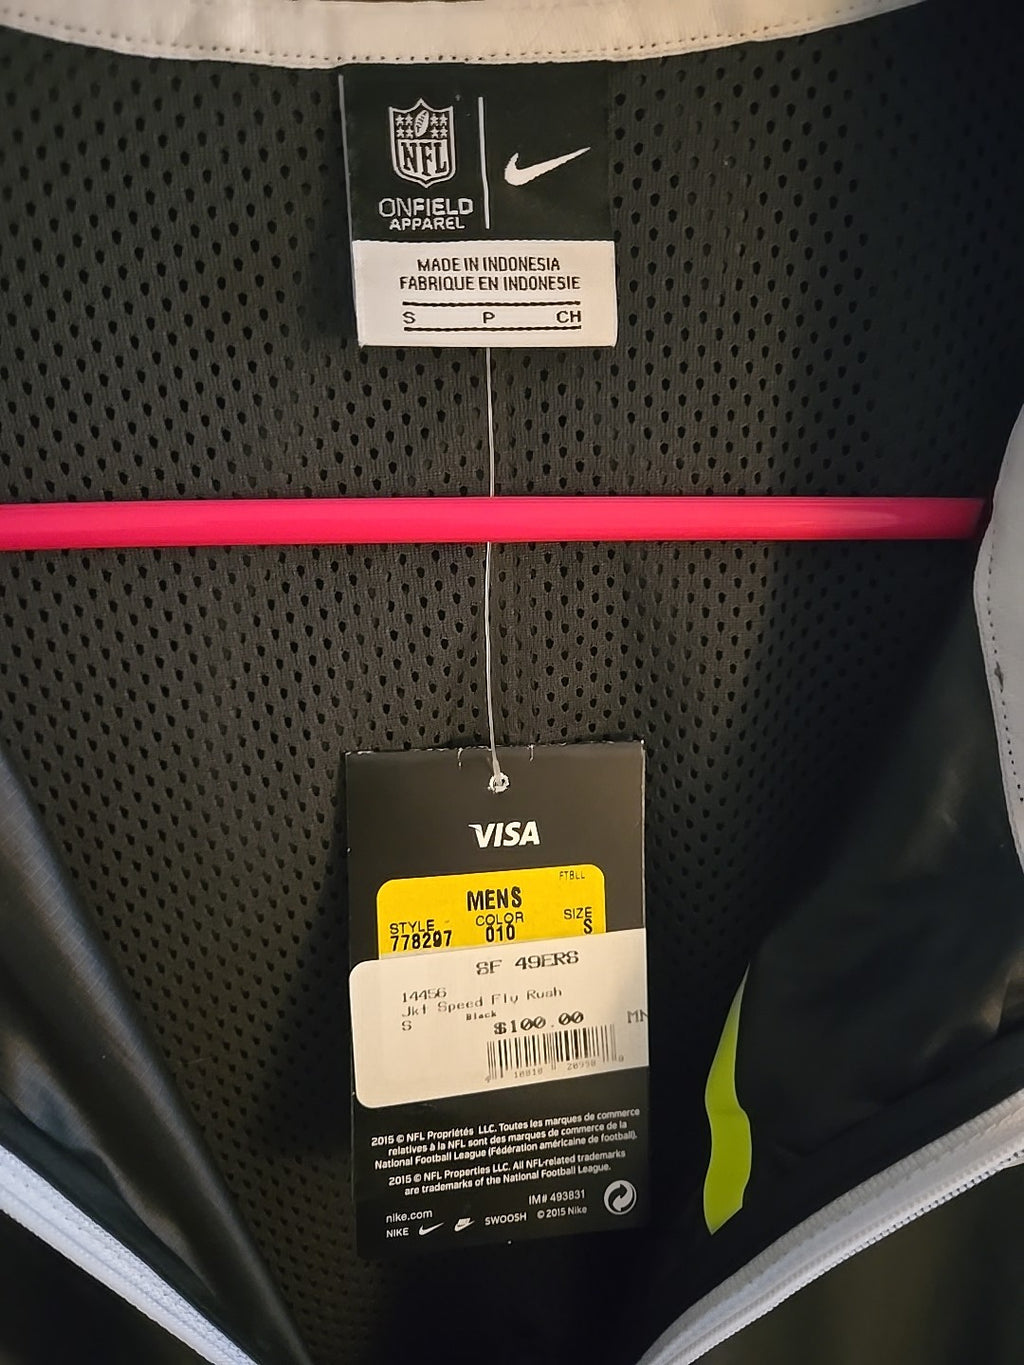 NFL
ONFIELD
APPAREL
MADE IN INDONESIA
FABRIQUE EN INDONESIE
S P CH
VISA
FTBLL
MENS
STYLE COLOR SIZE
778297 010 S
SF 49ERS
14456
Jkt Speed Fly Rush
Black
S $100.00 MN
2015 © NFL Propriétés LLC. Toutes les marques de commerce
relatives à la NFL sont des marques de commerce de la
National Football League (Fédération américaine de football).
2015 © NFL Properties LLC. All NFL-related trademarks
are trademarks of the National Football League.
IM# 493831
nike.com
NIKE SWOOSH © 2015 Nike